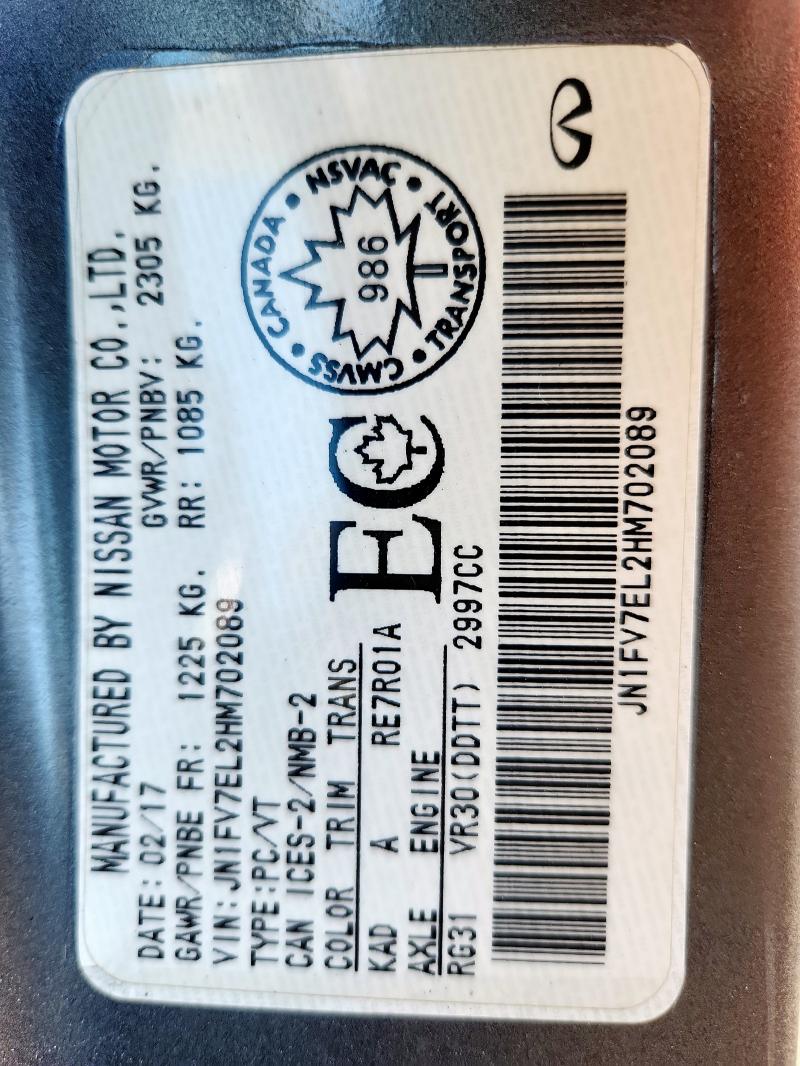 MANUFACTURED BY NISSAN MOTOR CO.,LTD.
DATE: 02/17 GVWR/PNBV: 2305 KG.
GAWR/PNBE FR: 1225 KG. RR: 1085 KG.
VIN:JN1FV7EL2HM702089
TYPE:PC/VT
CAN ICES-2/NMB-2
COLOR TRIM TRANS
KAD A RE7R01A
AXLE ENGINE
RG31 VR30(DDTT) 2997CC
EC
CMVSS • CANADA • NSVAC • TRANSPORT •
986
JN1FV7EL2HM702089